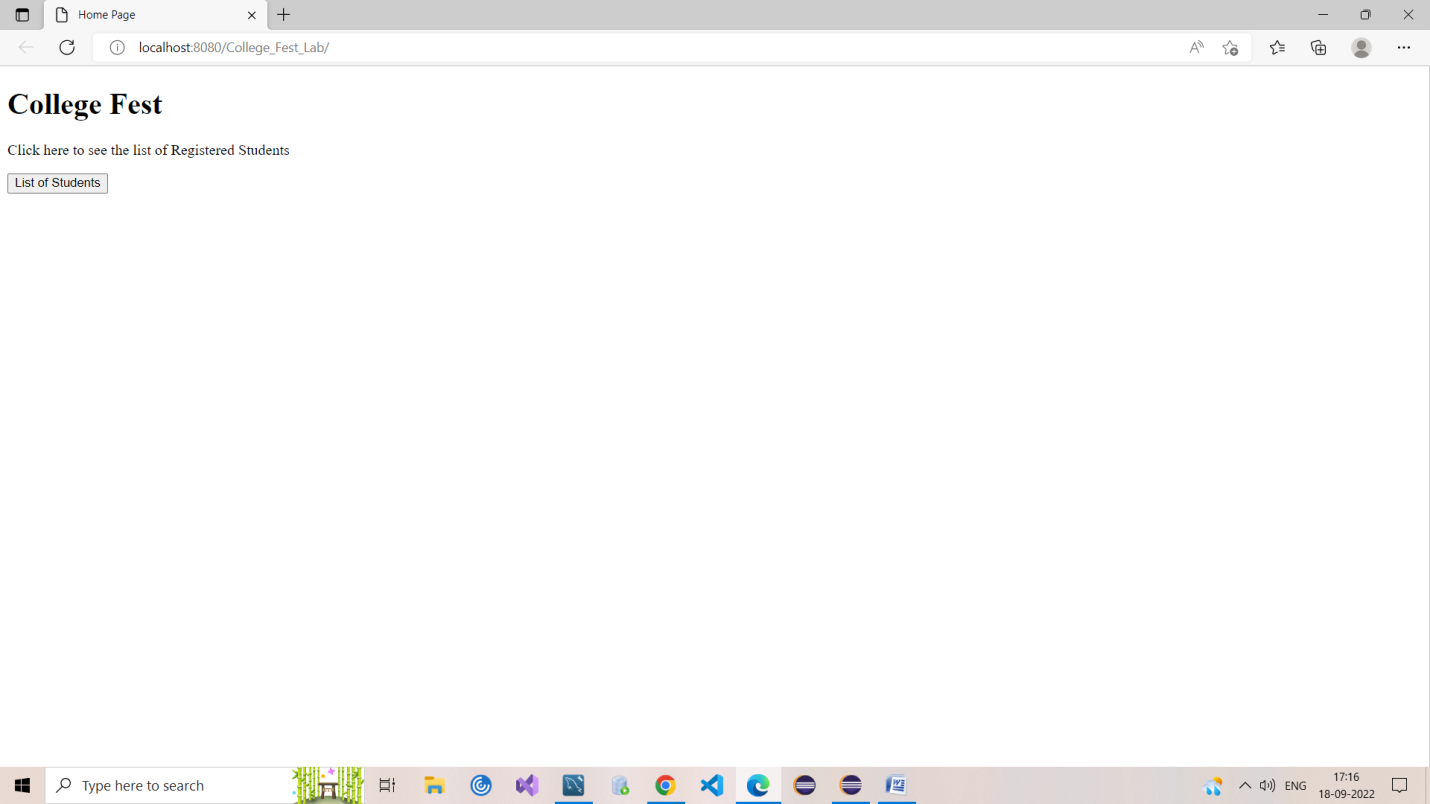 Home Page
localhost:8080/College_Fest_Lab/
College Fest
Click here to see the list of Registered Students
List of Students
Type here to search
ENG
17:16
18-09-2022